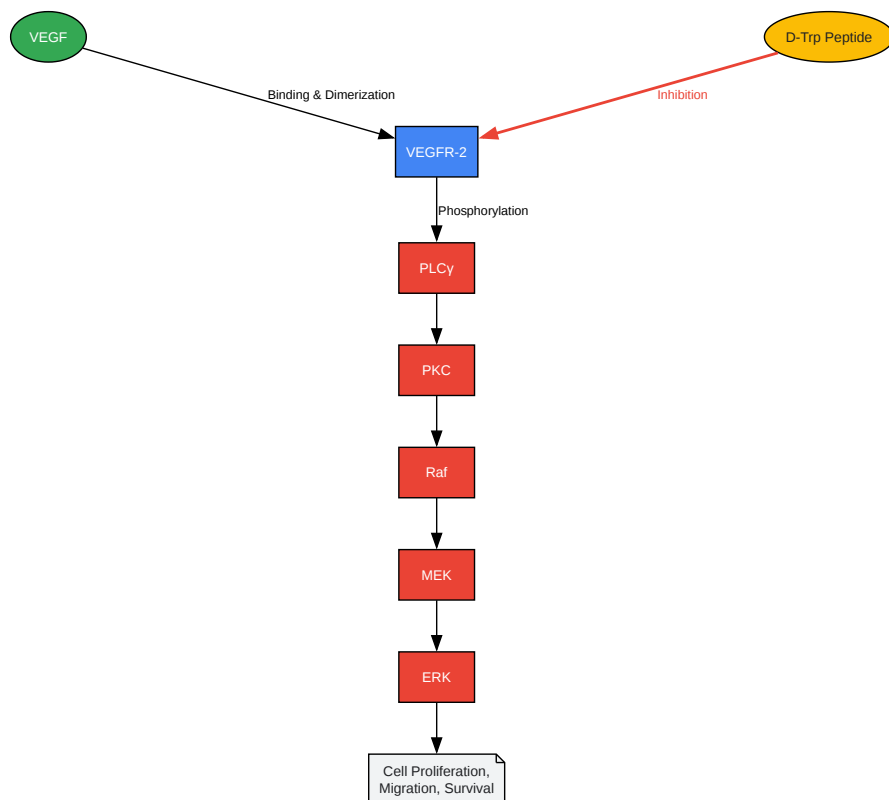 VEGF
D-Trp Peptide
Binding & Dimerization
Inhibition
VEGFR-2
Phosphorylation
PLCγ
PKC
Raf
MEK
ERK
Cell Proliferation,
Migration, Survival